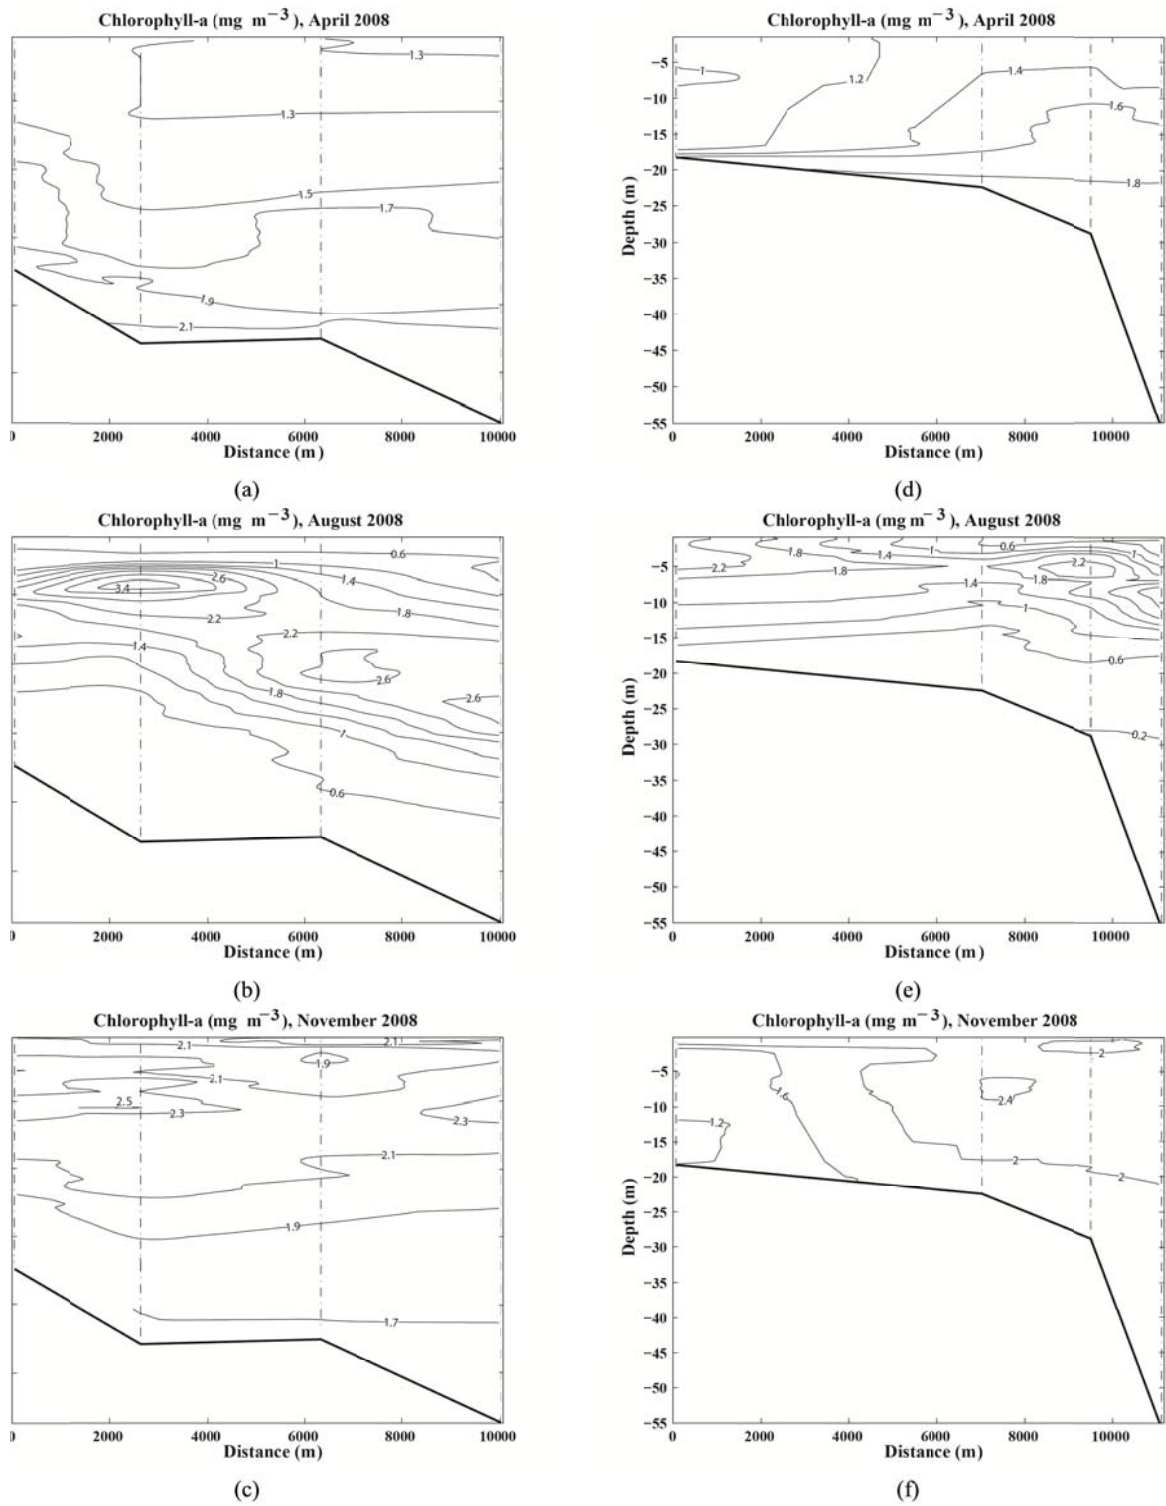 Chlorophyll-a (mg m−3), April 2008
1.3
1.3
1.5
1.7
1.9
2.1
0 2000 4000 6000 8000 10000
Distance (m)
(a)
Chlorophyll-a (mg m−3), April 2008
−5
−10
−15
−20
−25
−30
−35
−40
−45
−50
−55
Depth (m)
1
1.2
1.4
1.6
1.8
0 2000 4000 6000 8000 10000
Distance (m)
(d)
Chlorophyll-a (mg m−3), August 2008
0.6
1
2.6
3.4
1.4
1.8
2.2
2.2
1.4
2.6
1.8
2.6
1
0.6
0 2000 4000 6000 8000 10000
Distance (m)
(b)
Chlorophyll-a (mg m−3), August 2008
−5
−10
−15
−20
−25
−30
−35
−40
−45
−50
−55
Depth (m)
1.8 1.4 1 0.6 1
2.2 1.8 2.2
1.4 1.8
1
0.6
0.2
0 2000 4000 6000 8000 10000
Distance (m)
(e)
Chlorophyll-a (mg m−3), November 2008
2.1 2.1
1.9
2.1
2.5
2.3 2.3
2.1
1.9
1.7
0 2000 4000 6000 8000 10000
Distance (m)
(c)
Chlorophyll-a (mg m−3), November 2008
−5
−10
−15
−20
−25
−30
−35
−40
−45
−50
−55
Depth (m)
2
1.6
2.4
1.2
2
2
0 2000 4000 6000 8000 10000
Distance (m)
(f)